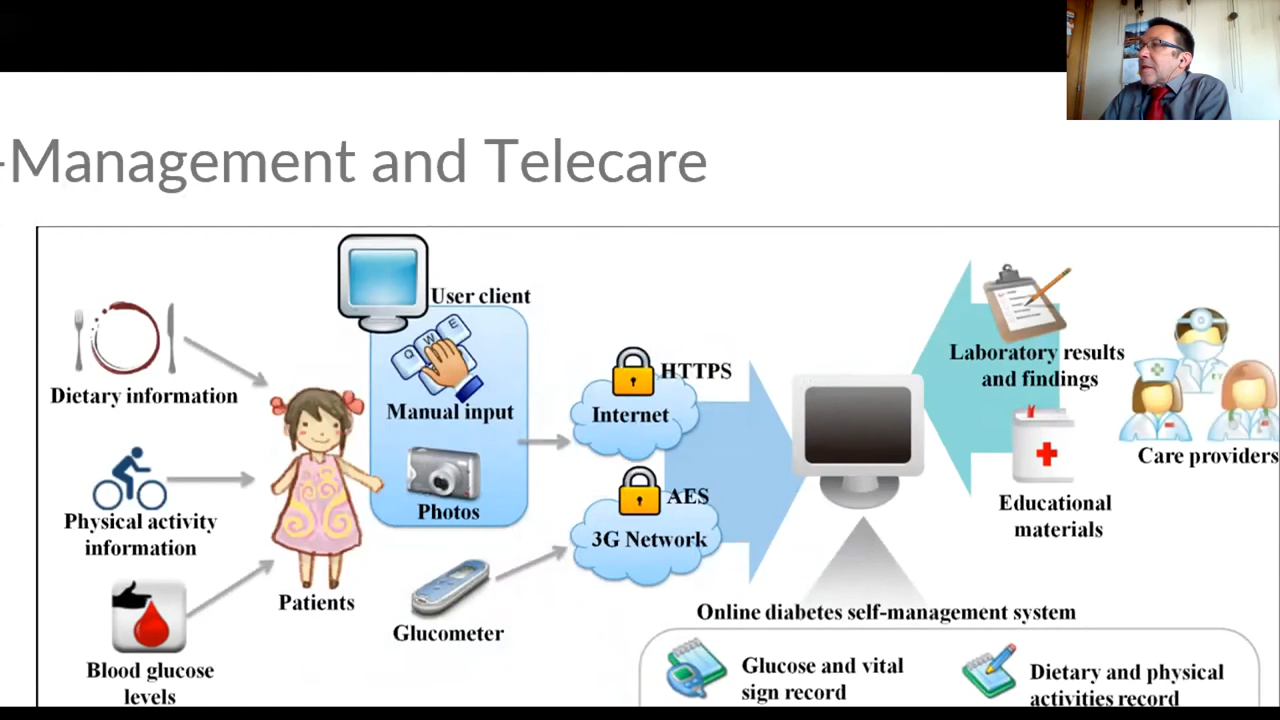 -Management and Telecare
User client
Dietary information
Q W E
Manual input
HTTPS
Internet
Laboratory results
and findings
Care providers
Physical activity
information
Photos
AES
3G Network
Educational
materials
Patients
Glucometer
Blood glucose
levels
Online diabetes self-management system
Glucose and vital
sign record
Dietary and physical
activities record